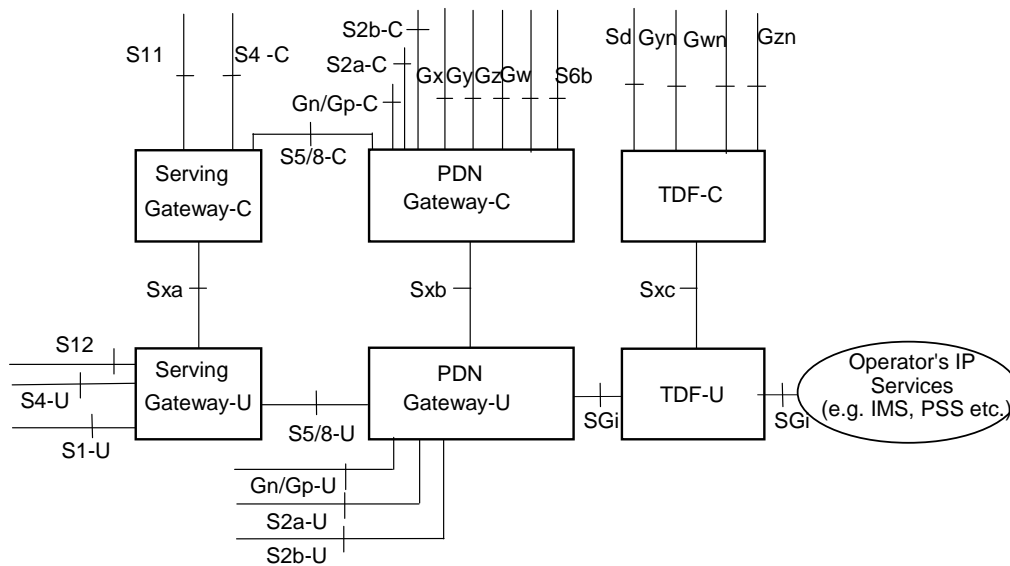 S2b-C
Sd
Gyn
Gwn
Gzn
S11
S4 -C
S2a-C
Gx
Gy
Gz
Gw
S6b
Gn/Gp-C
S5/8-C
Serving
Gateway-C
PDN
Gateway-C
TDF-C
Sxa
Sxb
Sxc
S12
S4-U
S1-U
Serving
Gateway-U
S5/8-U
PDN
Gateway-U
SGi
TDF-U
SGi
Operator's IP
Services
(e.g. IMS, PSS etc.)
Gn/Gp-U
S2a-U
S2b-U